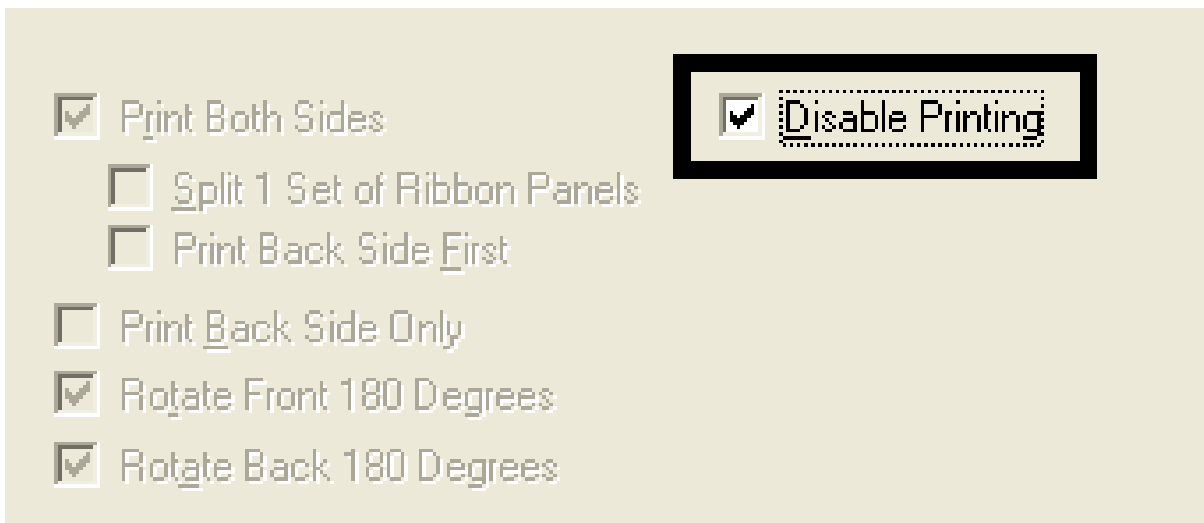 Print Both Sides
Disable Printing
Split 1 Set of Ribbon Panels
Print Back Side First
Print Back Side Only
Rotate Front 180 Degrees
Rotate Back 180 Degrees